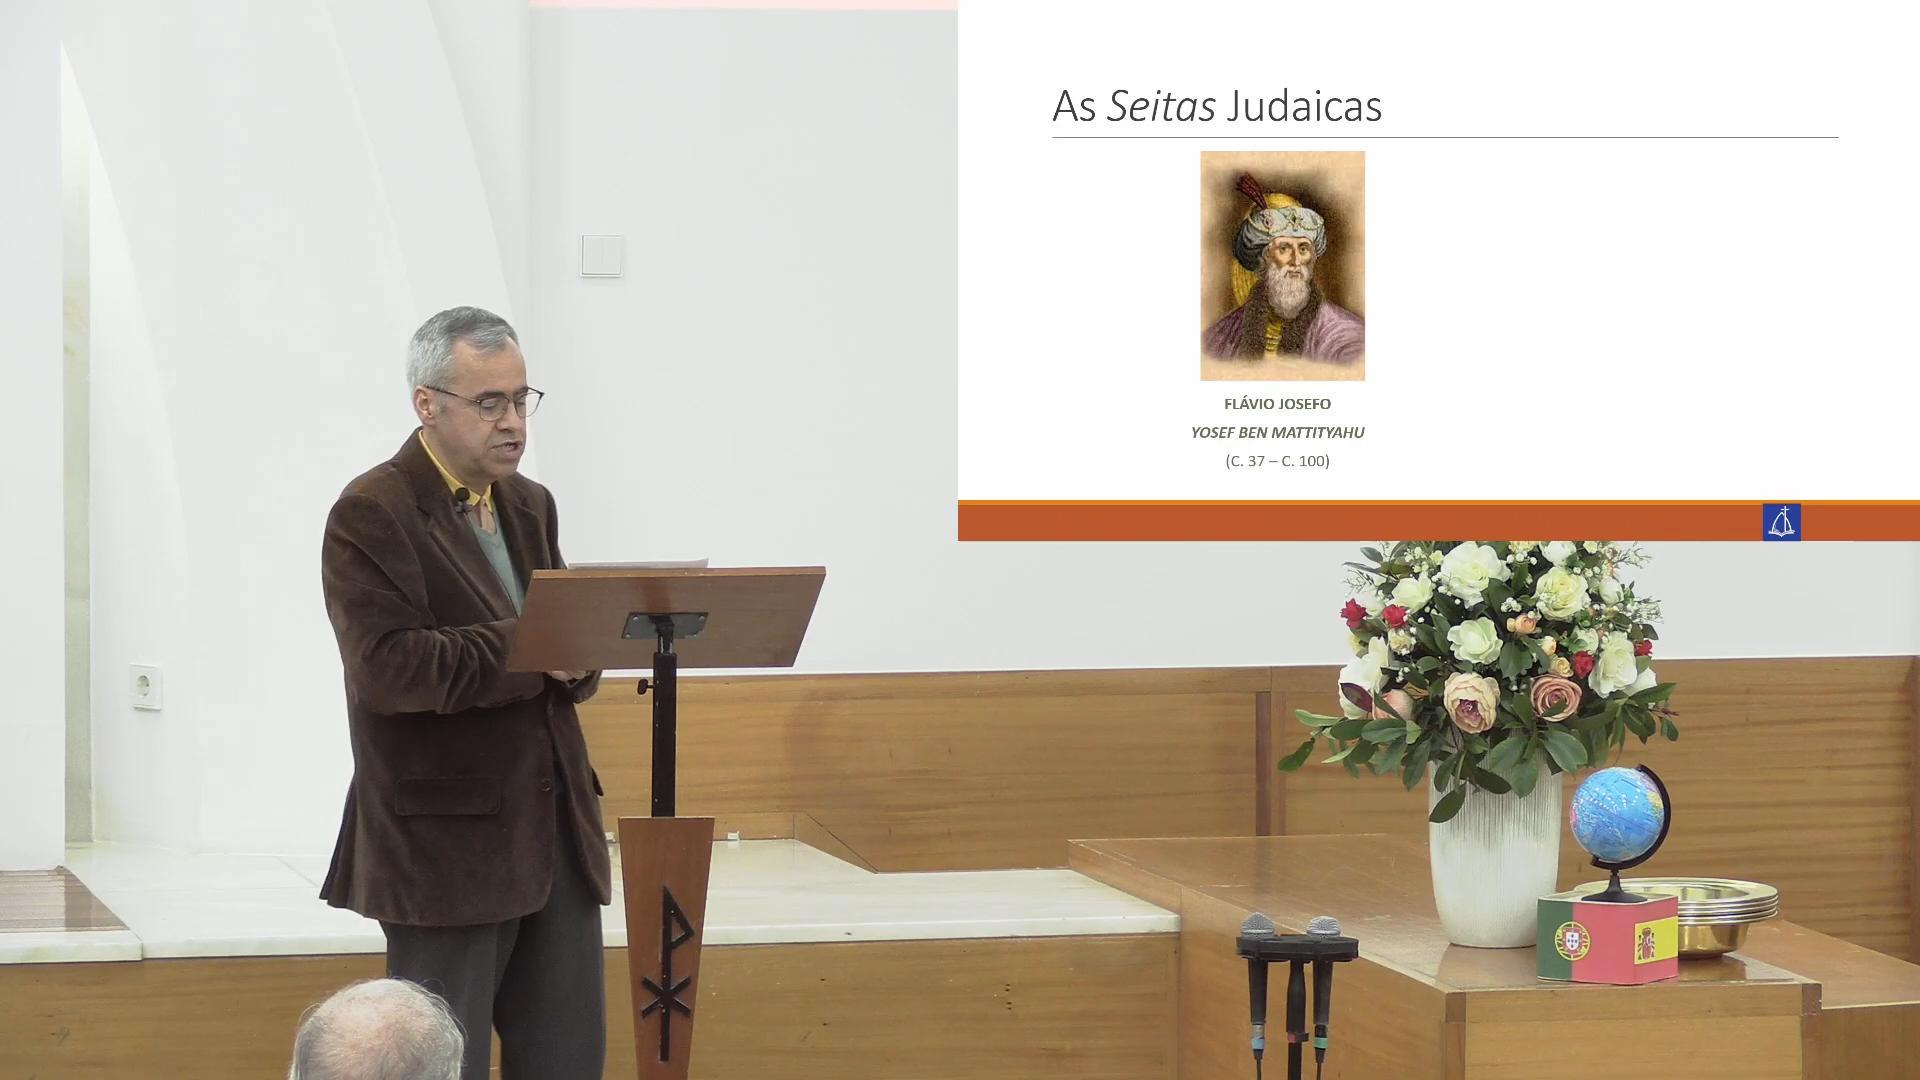 As Seitas Judaicas
FLÁVIO JOSEFO
YOSEF BEN MATTITYAHU
(C. 37 – C. 100)